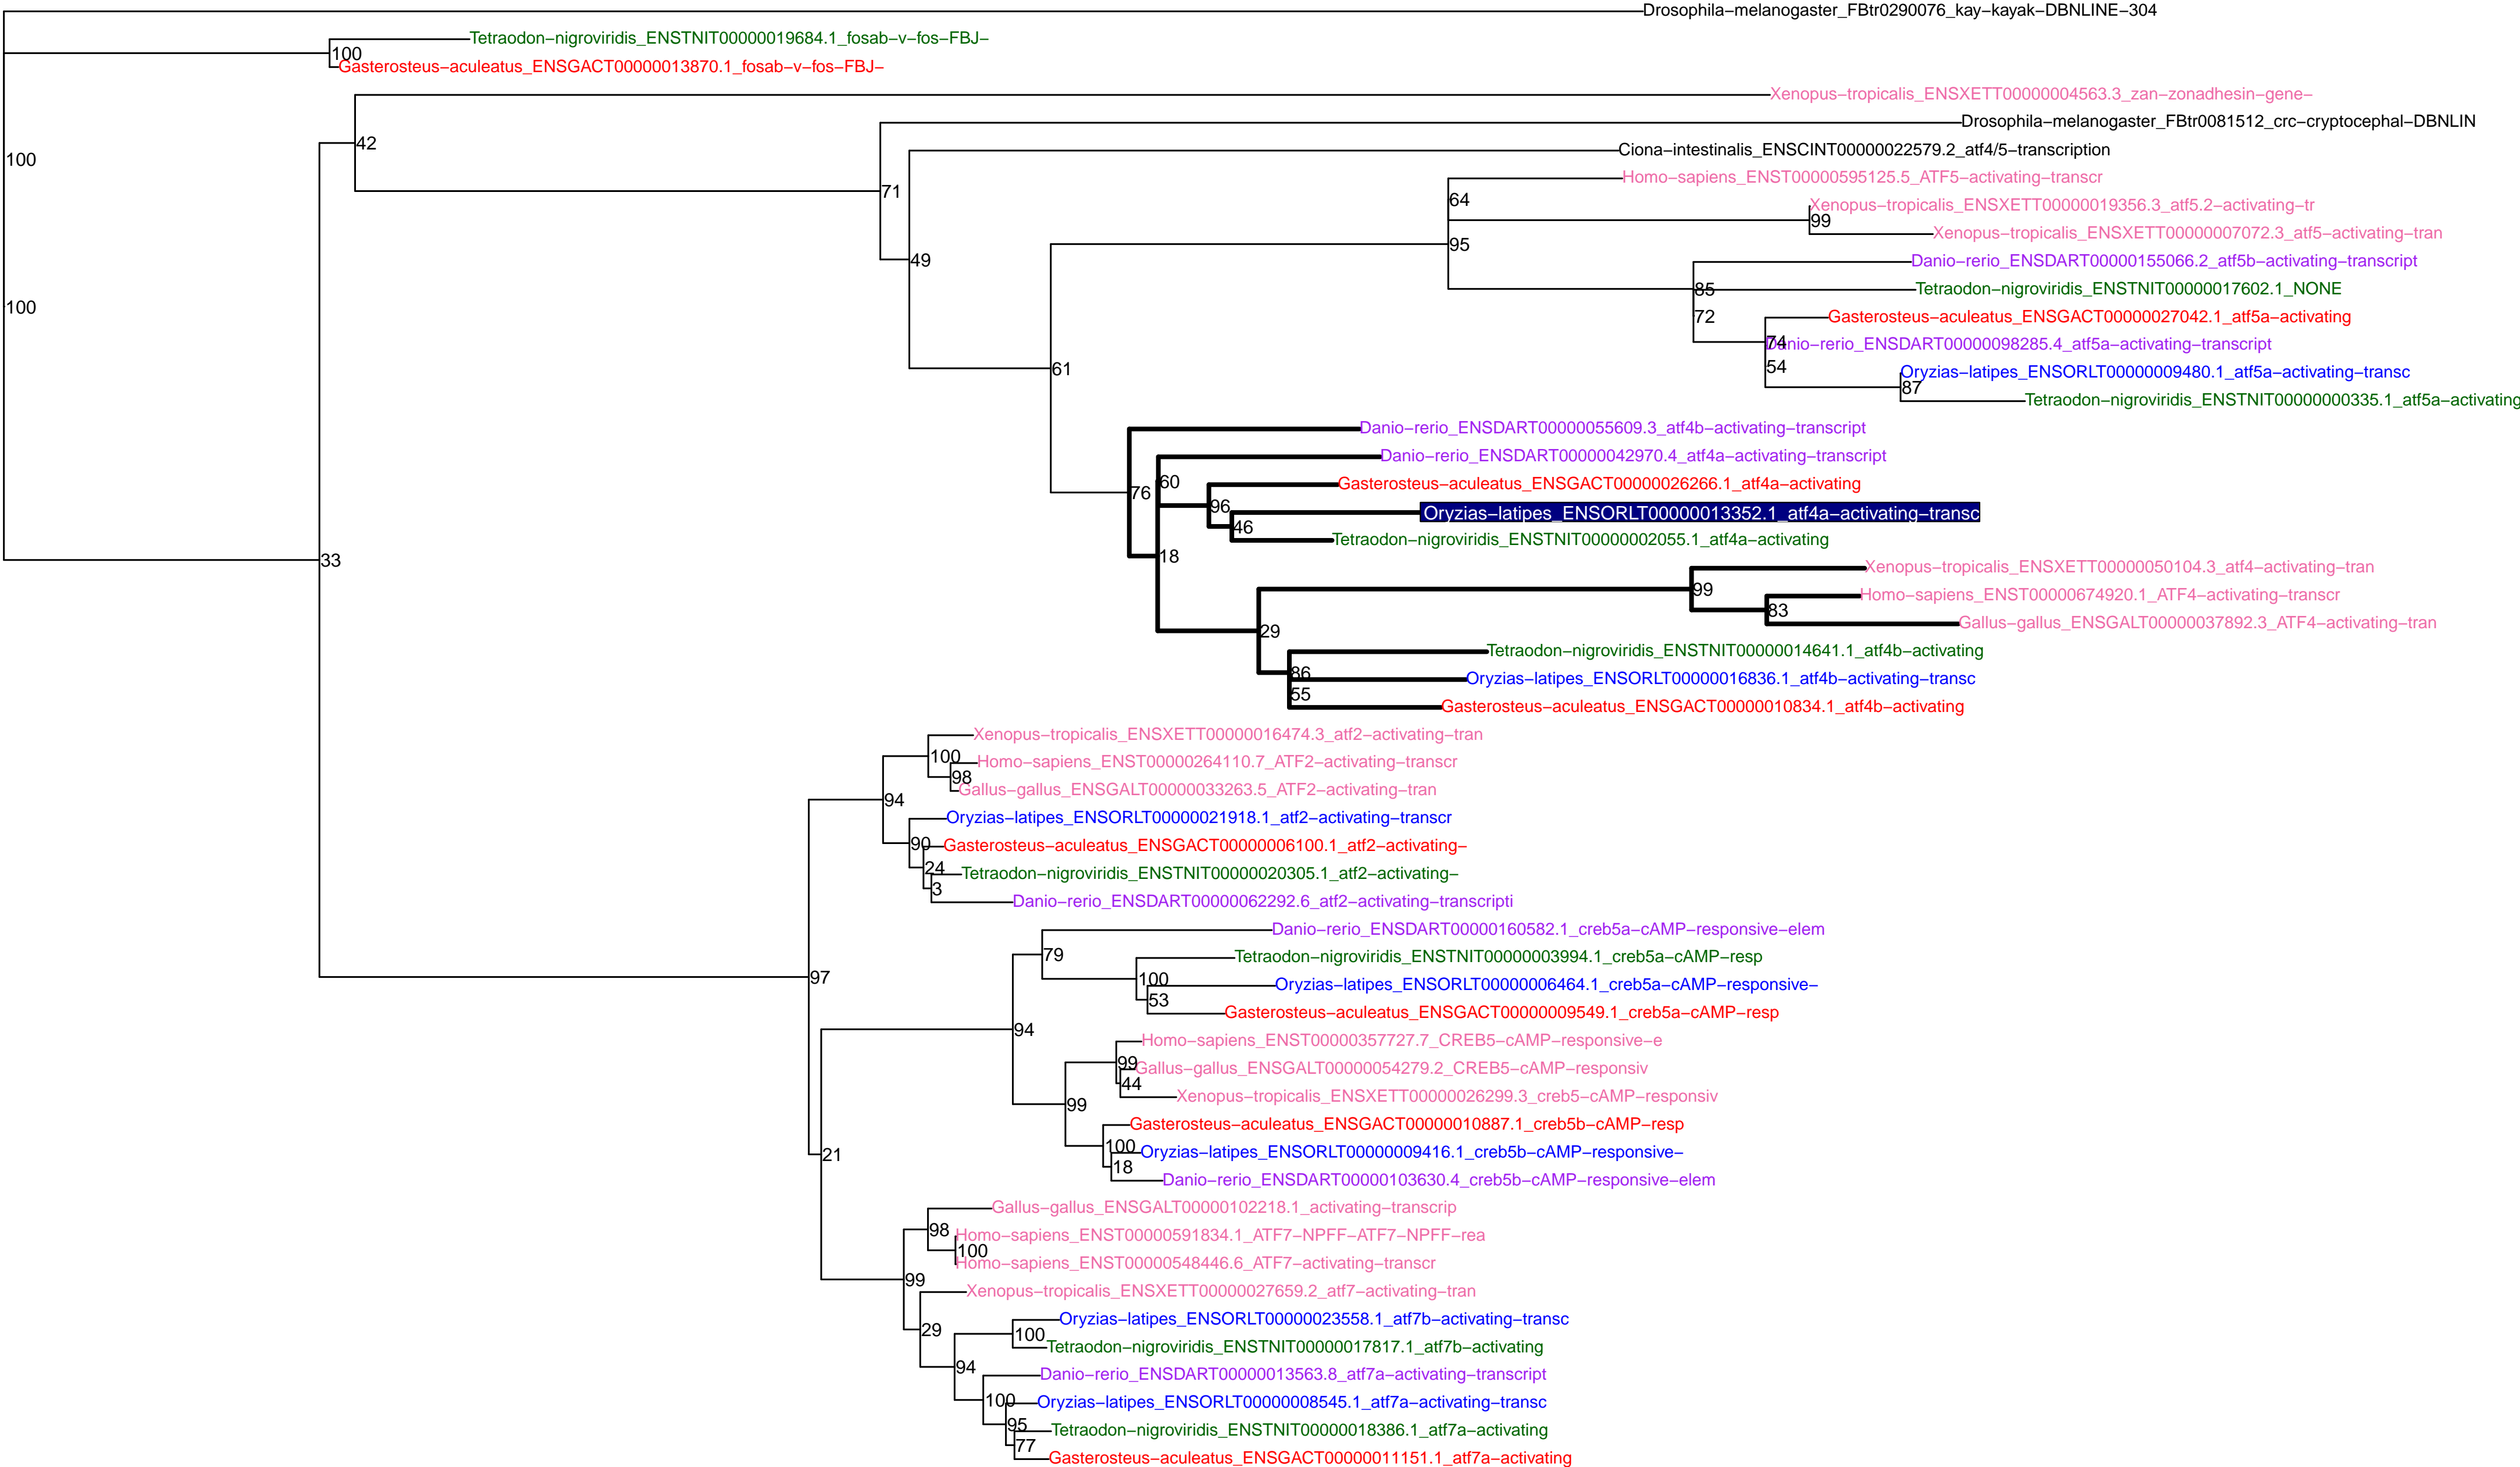 Drosophila−melanogaster_FBtr0290076_kay−kayak−DBNLINE−304
Tetraodon−nigroviridis_ENSTNIT00000019684.1_fosab−v−fos−FBJ−
100
Gasterosteus−aculeatus_ENSGACT00000013870.1_fosab−v−fos−FBJ−
Xenopus−tropicalis_ENSXETT00000004563.3_zan−zonadhesin−gene−
Drosophila−melanogaster_FBtr0081512_crc−cryptocephal−DBNLIN
42
Ciona−intestinalis_ENSCINT00000022579.2_atf4/5−transcription
100
Homo−sapiens_ENST00000595125.5_ATF5−activating−transcr
71
64
Xenopus−tropicalis_ENSXETT00000019356.3_atf5.2−activating−tr
99
Xenopus−tropicalis_ENSXETT00000007072.3_atf5−activating−tran
95
49
Danio−rerio_ENSDART00000155066.2_atf5b−activating−transcript
85
Tetraodon−nigroviridis_ENSTNIT00000017602.1_NONE
100
72
Gasterosteus−aculeatus_ENSGACT00000027042.1_atf5a−activating
74
Danio−rerio_ENSDART00000098285.4_atf5a−activating−transcript
61
54
Oryzias−latipes_ENSORLT00000009480.1_atf5a−activating−transc
87
Tetraodon−nigroviridis_ENSTNIT00000000335.1_atf5a−activating
Danio−rerio_ENSDART00000055609.3_atf4b−activating−transcript
Danio−rerio_ENSDART00000042970.4_atf4a−activating−transcript
60
Gasterosteus−aculeatus_ENSGACT00000026266.1_atf4a−activating
76
96
Oryzias−latipes_ENSORLT00000013352.1_atf4a−activating−transc
46
Tetraodon−nigroviridis_ENSTNIT00000002055.1_atf4a−activating
18
33
Xenopus−tropicalis_ENSXETT00000050104.3_atf4−activating−tran
99
Homo−sapiens_ENST00000674920.1_ATF4−activating−transcr
83
Gallus−gallus_ENSGALT00000037892.3_ATF4−activating−tran
29
Tetraodon−nigroviridis_ENSTNIT00000014641.1_atf4b−activating
86
Oryzias−latipes_ENSORLT00000016836.1_atf4b−activating−transc
55
Gasterosteus−aculeatus_ENSGACT00000010834.1_atf4b−activating
Xenopus−tropicalis_ENSXETT00000016474.3_atf2−activating−tran
100
Homo−sapiens_ENST00000264110.7_ATF2−activating−transcr
98
Gallus−gallus_ENSGALT00000033263.5_ATF2−activating−tran
94
Oryzias−latipes_ENSORLT00000021918.1_atf2−activating−transcr
90
Gasterosteus−aculeatus_ENSGACT00000006100.1_atf2−activating−
24
Tetraodon−nigroviridis_ENSTNIT00000020305.1_atf2−activating−
3
Danio−rerio_ENSDART00000062292.6_atf2−activating−transcripti
Danio−rerio_ENSDART00000160582.1_creb5a−cAMP−responsive−elem
79
Tetraodon−nigroviridis_ENSTNIT00000003994.1_creb5a−cAMP−resp
97
100
Oryzias−latipes_ENSORLT00000006464.1_creb5a−cAMP−responsive−
53
Gasterosteus−aculeatus_ENSGACT00000009549.1_creb5a−cAMP−resp
94
Homo−sapiens_ENST00000357727.7_CREB5−cAMP−responsive−e
99
Gallus−gallus_ENSGALT00000054279.2_CREB5−cAMP−responsiv
44
Xenopus−tropicalis_ENSXETT00000026299.3_creb5−cAMP−responsiv
99
Gasterosteus−aculeatus_ENSGACT00000010887.1_creb5b−cAMP−resp
100
Oryzias−latipes_ENSORLT00000009416.1_creb5b−cAMP−responsive−
21
18
Danio−rerio_ENSDART00000103630.4_creb5b−cAMP−responsive−elem
Gallus−gallus_ENSGALT00000102218.1_activating−transcrip
98
Homo−sapiens_ENST00000591834.1_ATF7−NPFF−ATF7−NPFF−rea
100
Homo−sapiens_ENST00000548446.6_ATF7−activating−transcr
99
Xenopus−tropicalis_ENSXETT00000027659.2_atf7−activating−tran
Oryzias−latipes_ENSORLT00000023558.1_atf7b−activating−transc
29
100
Tetraodon−nigroviridis_ENSTNIT00000017817.1_atf7b−activating
94
Danio−rerio_ENSDART00000013563.8_atf7a−activating−transcript
100
Oryzias−latipes_ENSORLT00000008545.1_atf7a−activating−transc
95
Tetraodon−nigroviridis_ENSTNIT00000018386.1_atf7a−activating
77
Gasterosteus−aculeatus_ENSGACT00000011151.1_atf7a−activating